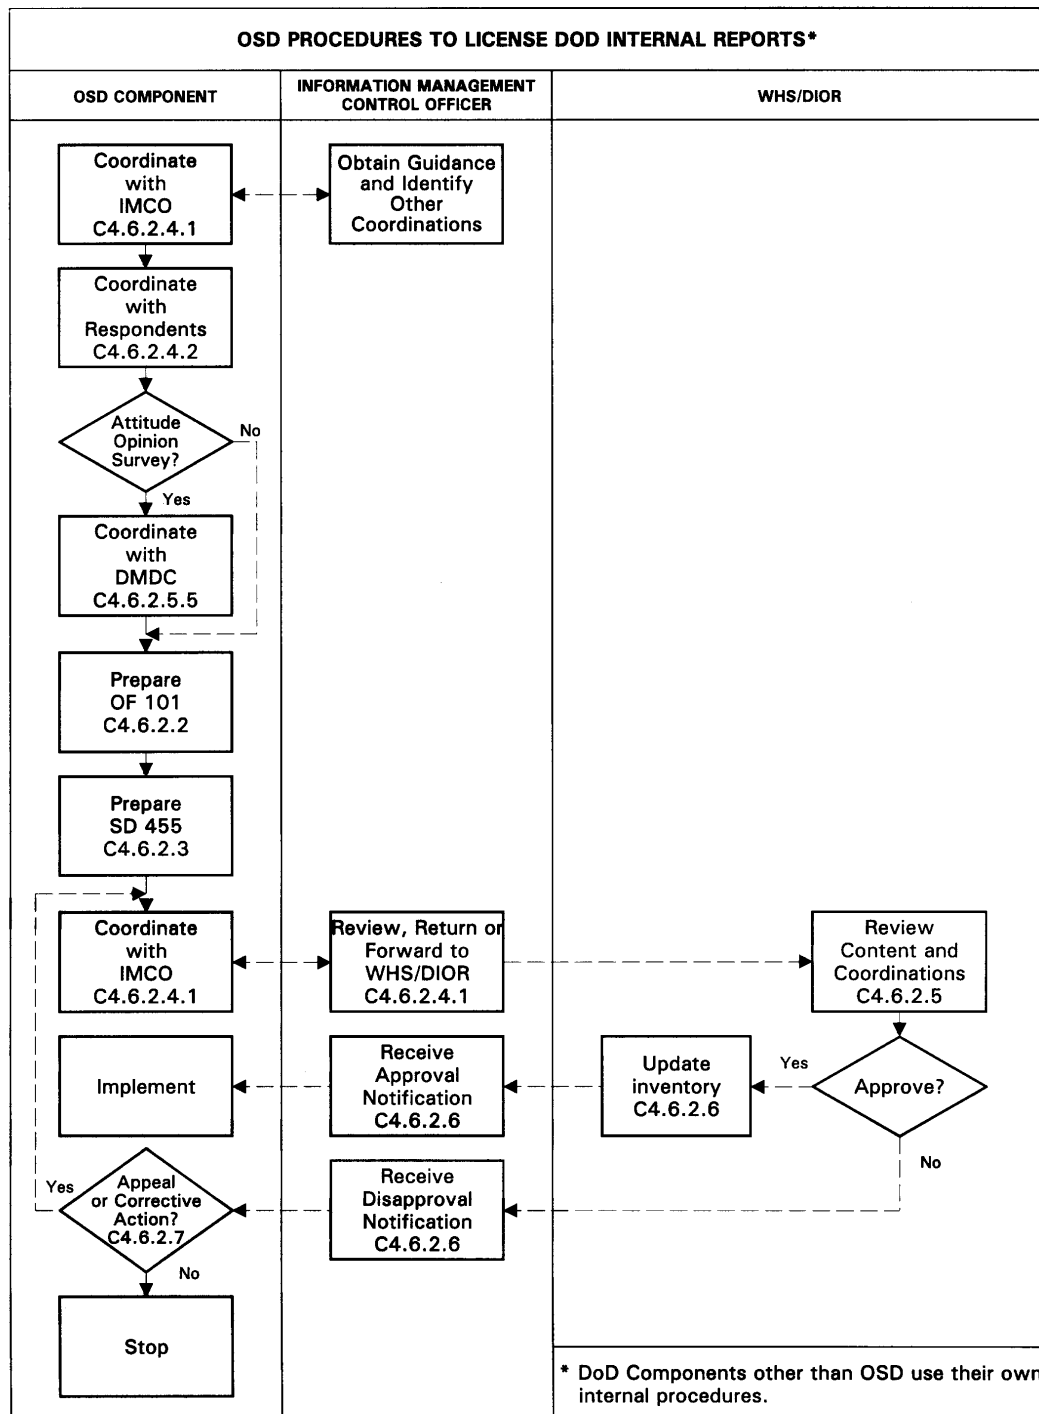 OSD PROCEDURES TO LICENSE DOD INTERNAL REPORTS*
OSD COMPONENT
INFORMATION MANAGEMENT
CONTROL OFFICER
WHS/DIOR
Coordinate
with
IMCO
C4.6.2.4.1
Obtain Guidance
and Identify
Other
Coordinations
Coordinate
with
Respondents
C4.6.2.4.2
Attitude
Opinion
Survey?
No
Yes
Coordinate
with
DMDC
C4.6.2.5.5
Prepare
OF 101
C4.6.2.2
Prepare
SD 455
C4.6.2.3
Coordinate
with
IMCO
C4.6.2.4.1
Review, Return or
Forward to
WHS/DIOR
C4.6.2.4.1
Review
Content and
Coordinations
C4.6.2.5
Implement
Receive
Approval
Notification
C4.6.2.6
Update
inventory
C4.6.2.6
Yes
Approve?
No
Yes
Appeal
or Corrective
Action?
C4.6.2.7
Receive
Disapproval
Notification
C4.6.2.6
No
Stop
* DoD Components other than OSD use their own
internal procedures.